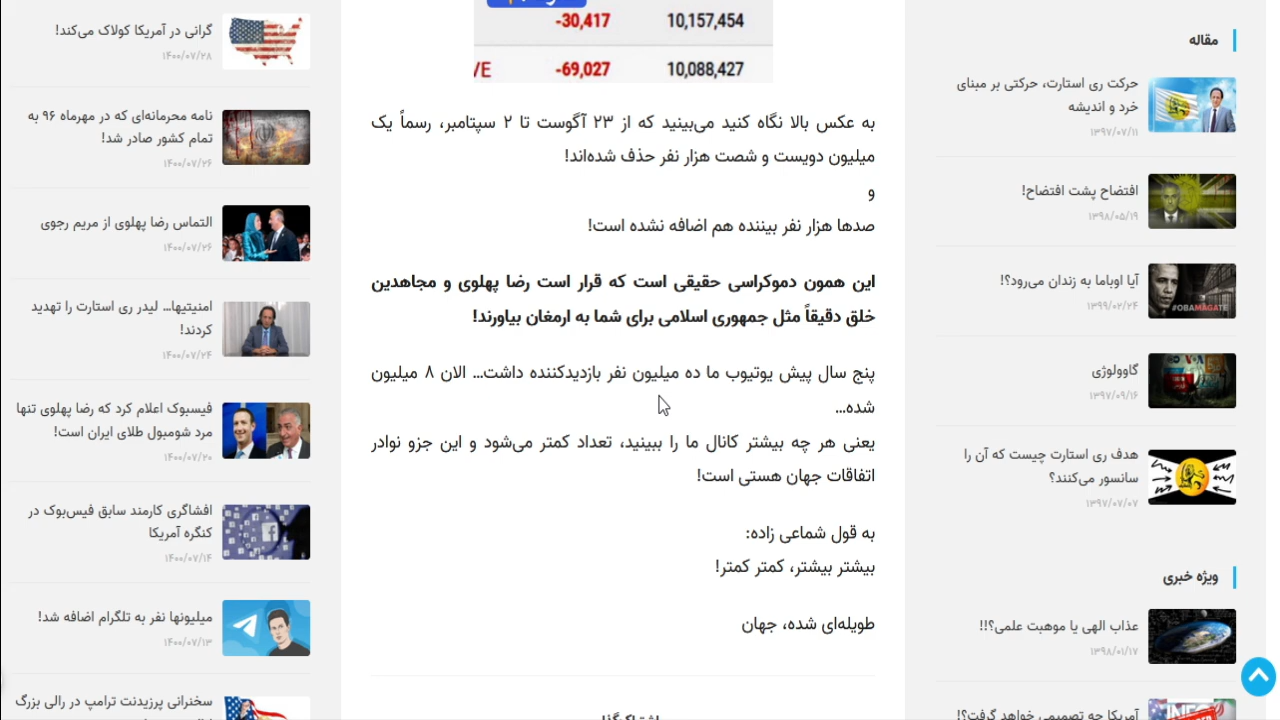 مقاله
حرکت ری استارت، حرکتی بر مبنای
خرد و اندیشه
۱۳۹۷/۰۷/۱۱
افتضاح پشت افتضاح!
۱۳۹۸/۰۵/۱۹
آیا اوباما به زندان می‌رود؟!
۱۳۹۹/۰۲/۲۴
#OBAMAGATE
گاوولوژی
۱۳۹۷/۰۹/۱۶
هدف ری استارت چیست که آن را
سانسور می‌کنند؟
۱۳۹۷/۰۷/۰۷
ویژه خبری
عذاب الهی یا موهبت علمی؟!!
۱۳۹۸/۰۱/۱۷
آمریکا چه تصمیمی خواهد گرفت؟!
-30,417 10,157,454
VE -69,027 10,088,427
به عکس بالا نگاه کنید می‌بینید که از ۲۳ آگوست تا ۲ سپتامبر، رسماً یک
میلیون دویست و شصت هزار نفر حذف شده‌اند!
و
صدها هزار نفر بیننده هم اضافه نشده است!
این همون دموکراسی حقیقی است که قرار است رضا پهلوی و مجاهدین
خلق دقیقاً مثل جمهوری اسلامی برای شما به ارمغان بیاورند!
پنج سال پیش یوتیوب ما ده میلیون نفر بازدیدکننده داشت... الان ۸ میلیون
شده...
یعنی هر چه بیشتر کانال ما را ببینید، تعداد کمتر می‌شود و این جزو نوادر
اتفاقات جهان هستی است!
به قول شماعی زاده:
بیشتر بیشتر، کمتر کمتر!
طویله‌ای شده، جهان
گرانی در آمریکا کولاک می‌کند!
۱۴۰۰/۰۷/۲۸
نامه محرمانه‌ای که در مهرماه ۹۶ به
تمام کشور صادر شد!
۱۴۰۰/۰۷/۲۶
التماس رضا پهلوی از مریم رجوی
۱۴۰۰/۰۷/۲۶
امنیتیها... لیدر ری استارت را تهدید
کردند!
۱۴۰۰/۰۷/۲۴
فیسبوک اعلام کرد که رضا پهلوی تنها
مرد شومبول طلای ایران است!
۱۴۰۰/۰۷/۲۰
افشاگری کارمند سابق فیس‌بوک در
کنگره آمریکا
۱۴۰۰/۰۷/۱۴
میلیونها نفر به تلگرام اضافه شد!
۱۴۰۰/۰۷/۱۳
سخنرانی پرزیدنت ترامپ در رالی بزرگ